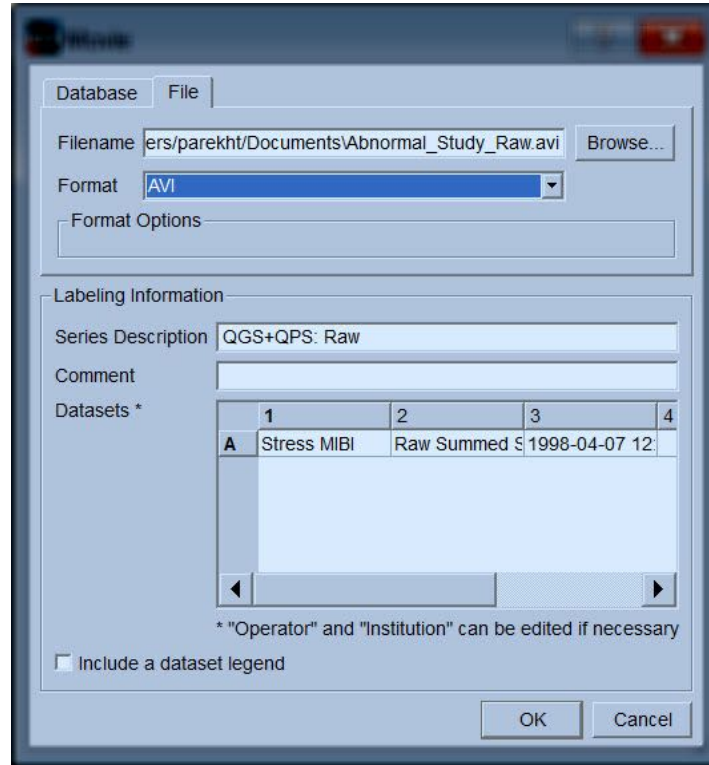 Movie
Database File
Filename ers/parekht/Documents\Abnormal_Study_Raw.avi Browse...
Format AVI
Format Options
Labeling Information
Series Description QGS+QPS: Raw
Comment
Datasets *
1 2 3 4
A Stress MIBI Raw Summed S 1998-04-07 12:
* "Operator" and "Institution" can be edited if necessary
Include a dataset legend
OK Cancel